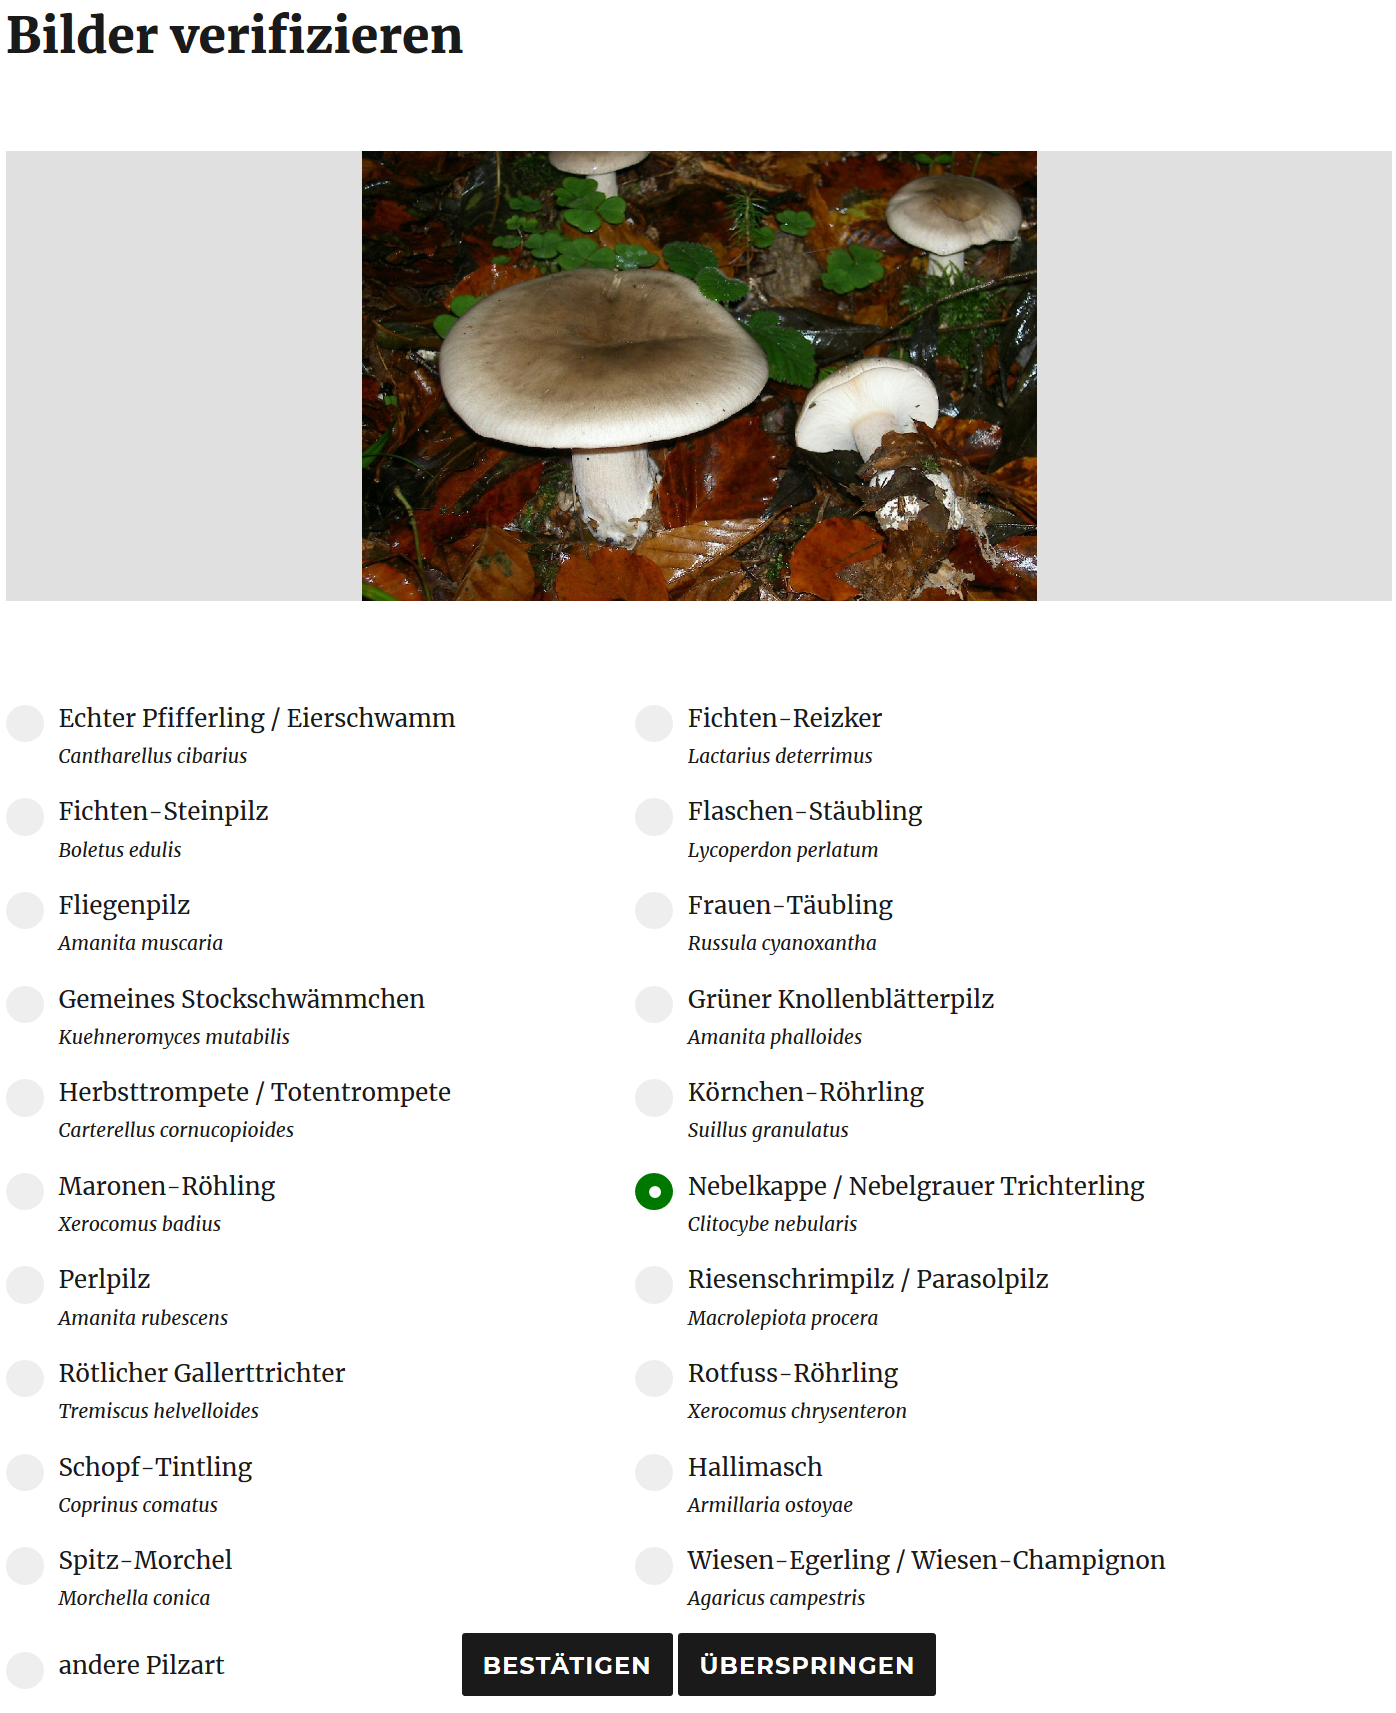 Bilder verifizieren
Echter Pfifferling / Eierschwamm
Cantharellus cibarius
Fichten-Reizker
Lactarius deterrimus
Fichten-Steinpilz
Boletus edulis
Flaschen-Stäubling
Lycoperdon perlatum
Fliegenpilz
Amanita muscaria
Frauen-Täubling
Russula cyanoxantha
Gemeines Stockschwämmchen
Kuehneromyces mutabilis
Grüner Knollenblätterpilz
Amanita phalloides
Herbsttrompete / Totentrompete
Carterellus cornucopioides
Körnchen-Röhrling
Suillus granulatus
Maronen-Röhling
Xerocomus badius
Nebelkappe / Nebelgrauer Trichterling
Clitocybe nebularis
Perlpilz
Amanita rubescens
Riesenschrimpilz / Parasolpilz
Macrolepiota procera
Rötlicher Gallerttrichter
Tremiscus helvelloides
Rotfuss-Röhrling
Xerocomus chrysenteron
Schopf-Tintling
Coprinus comatus
Hallimasch
Armillaria ostoyae
Spitz-Morchel
Morchella conica
Wiesen-Egerling / Wiesen-Champignon
Agaricus campestris
andere Pilzart
BESTÄTIGEN
ÜBERSPRINGEN